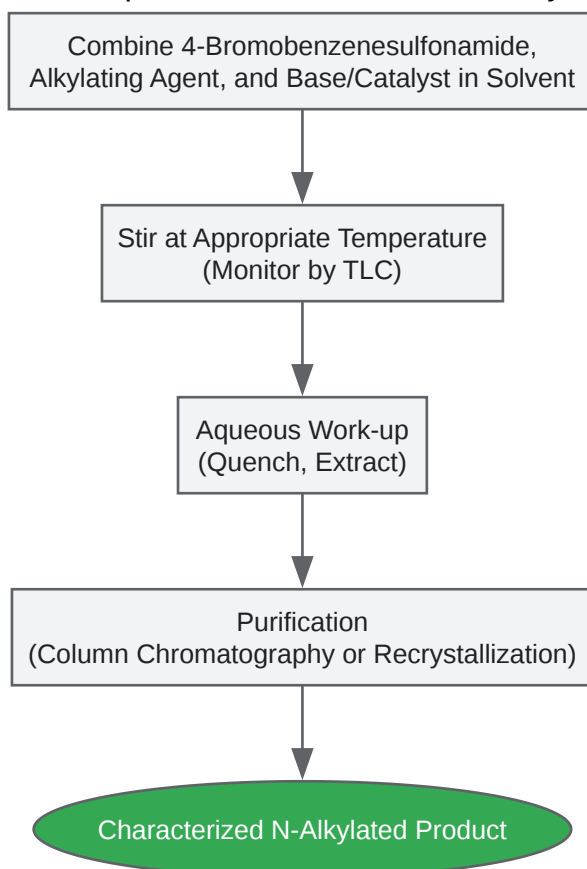 Combine 4-Bromobenzenesulfonamide,
Alkylating Agent, and Base/Catalyst in Solvent
Stir at Appropriate Temperature
(Monitor by TLC)
Aqueous Work-up
(Quench, Extract)
Purification
(Column Chromatography or Recrystallization)
Characterized N-Alkylated Product